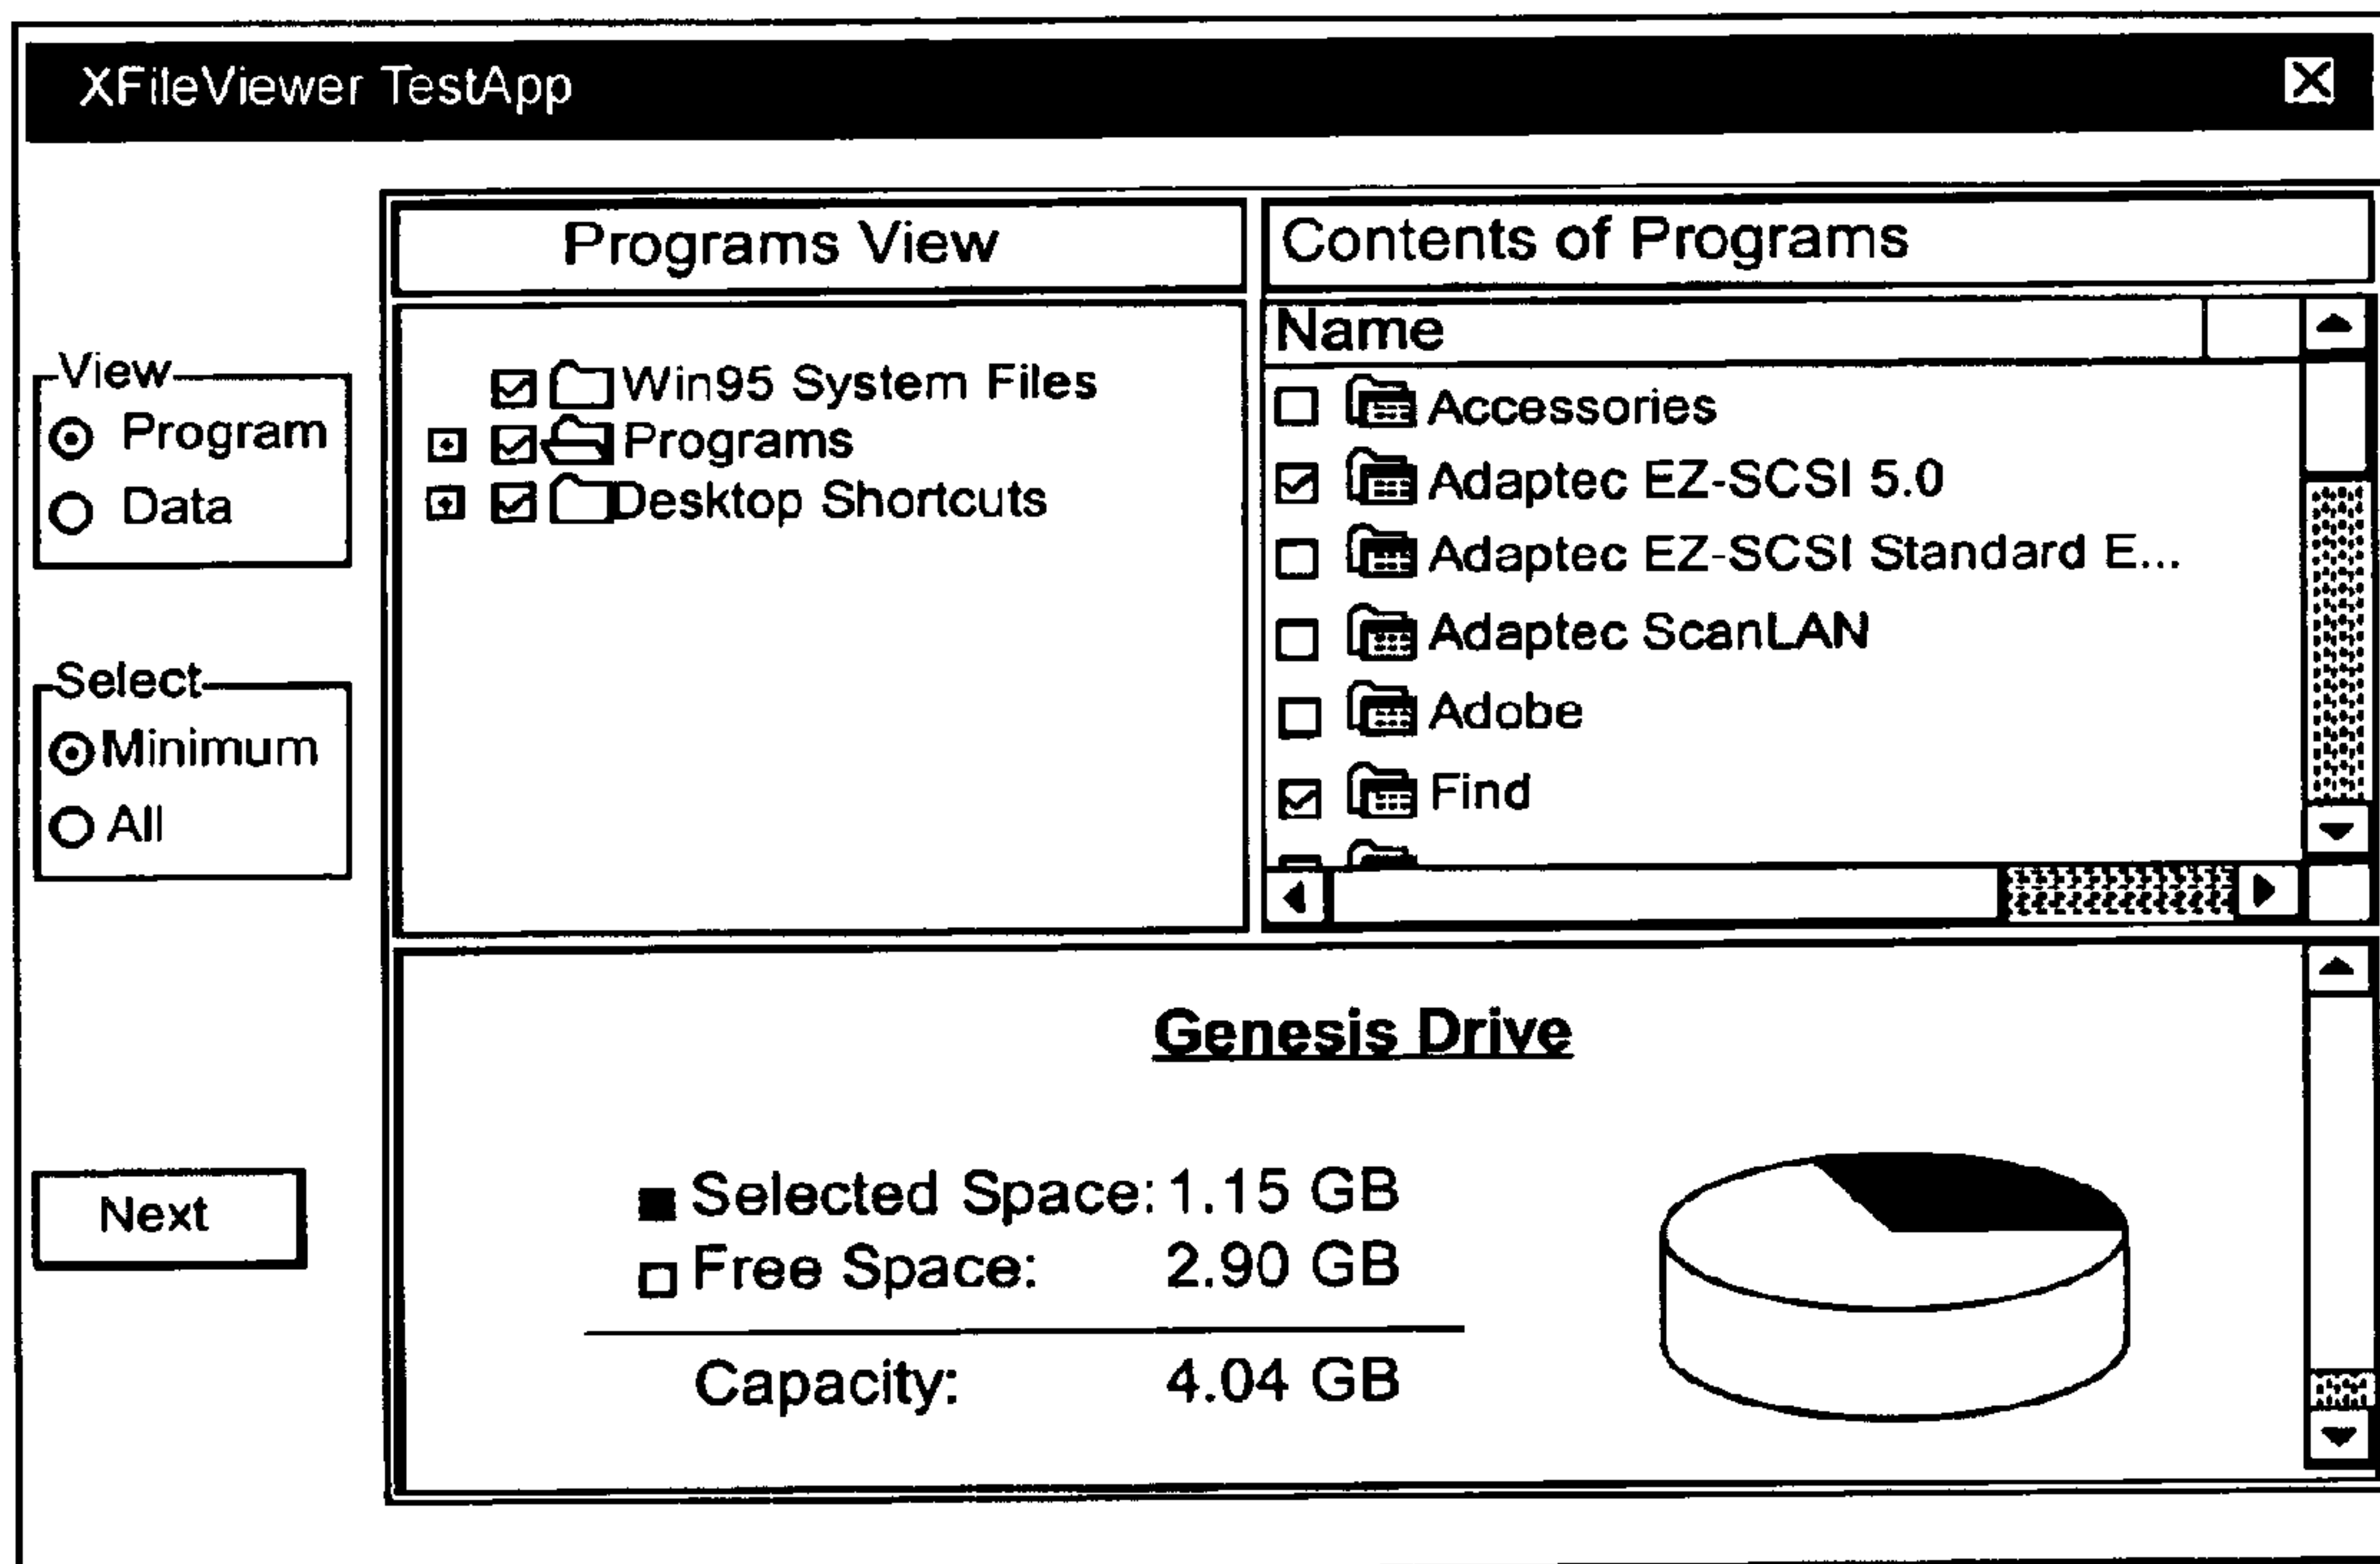 XFileViewer TestApp
Programs View
Contents of Programs
View
Program
Data
Select
Minimum
All
Next
Win95 System Files
Programs
Desktop Shortcuts
Name
Accessories
Adaptec EZ-SCSI 5.0
Adaptec EZ-SCSI Standard E...
Adaptec ScanLAN
Adobe
Find
Genesis Drive
Selected Space: 1.15 GB
Free Space: 2.90 GB
Capacity: 4.04 GB